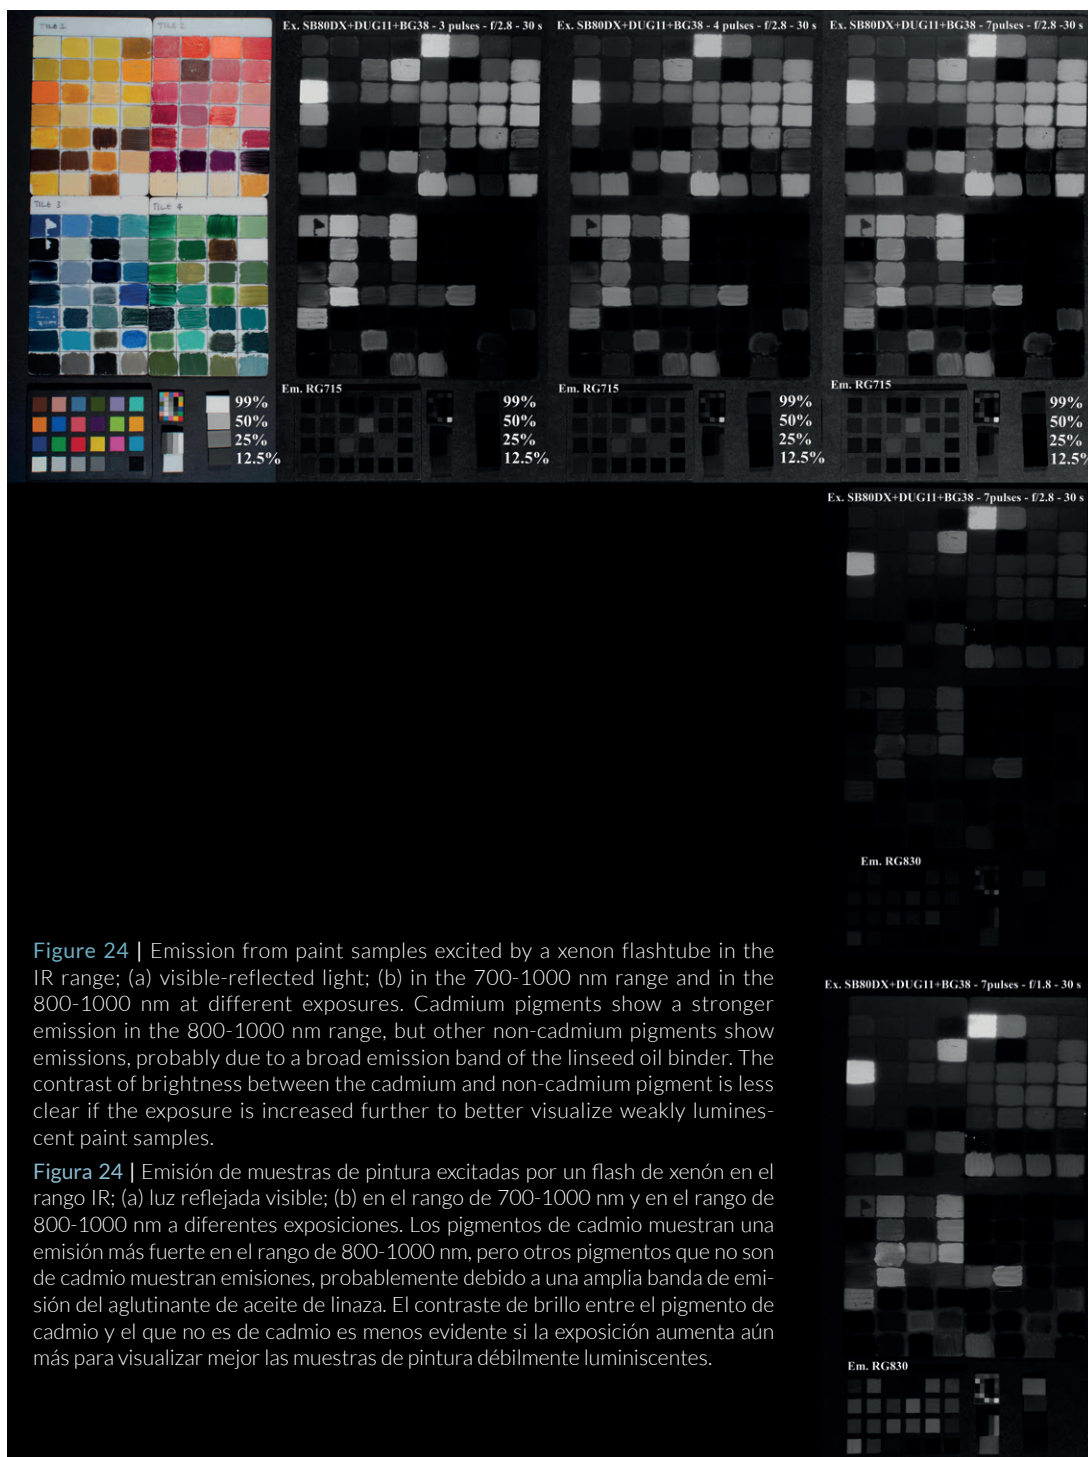 TILE 1
TILE 2
Ex. SB80DX+DUG11+BG38 - 3 pulses - f/2.8 - 30 s
Ex. SB80DX+DUG11+BG38 - 4 pulses - f/2.8 - 30 s
Ex. SB80DX+DUG11+BG38 - 7pulses - f/2.8 -30 s
TILE 3
TILE 4
Em. RG715
Em. RG715
Em. RG715
99%
50%
25%
12.5%
99%
50%
25%
12.5%
99%
50%
25%
12.5%
99%
50%
25%
12.5%
Ex. SB80DX+DUG11+BG38 - 7pulses - f/2.8 - 30 s
Em. RG830
Ex. SB80DX+DUG11+BG38 - 7pulses - f/1.8 - 30 s
Em. RG830
Figure 24 | Emission from paint samples excited by a xenon flashtube in the
IR range; (a) visible-reflected light; (b) in the 700-1000 nm range and in the
800-1000 nm at different exposures. Cadmium pigments show a stronger
emission in the 800-1000 nm range, but other non-cadmium pigments show
emissions, probably due to a broad emission band of the linseed oil binder. The
contrast of brightness between the cadmium and non-cadmium pigment is less
clear if the exposure is increased further to better visualize weakly lumines-
cent paint samples.
Figura 24 | Emisión de muestras de pintura excitadas por un flash de xenón en el
rango IR; (a) luz reflejada visible; (b) en el rango de 700-1000 nm y en el rango de
800-1000 nm a diferentes exposiciones. Los pigmentos de cadmio muestran una
emisión más fuerte en el rango de 800-1000 nm, pero otros pigmentos que no son
de cadmio muestran emisiones, probablemente debido a una amplia banda de emi-
sión del aglutinante de aceite de linaza. El contraste de brillo entre el pigmento de
cadmio y el que no es de cadmio es menos evidente si la exposición aumenta aún
más para visualizar mejor las muestras de pintura débilmente luminiscentes.